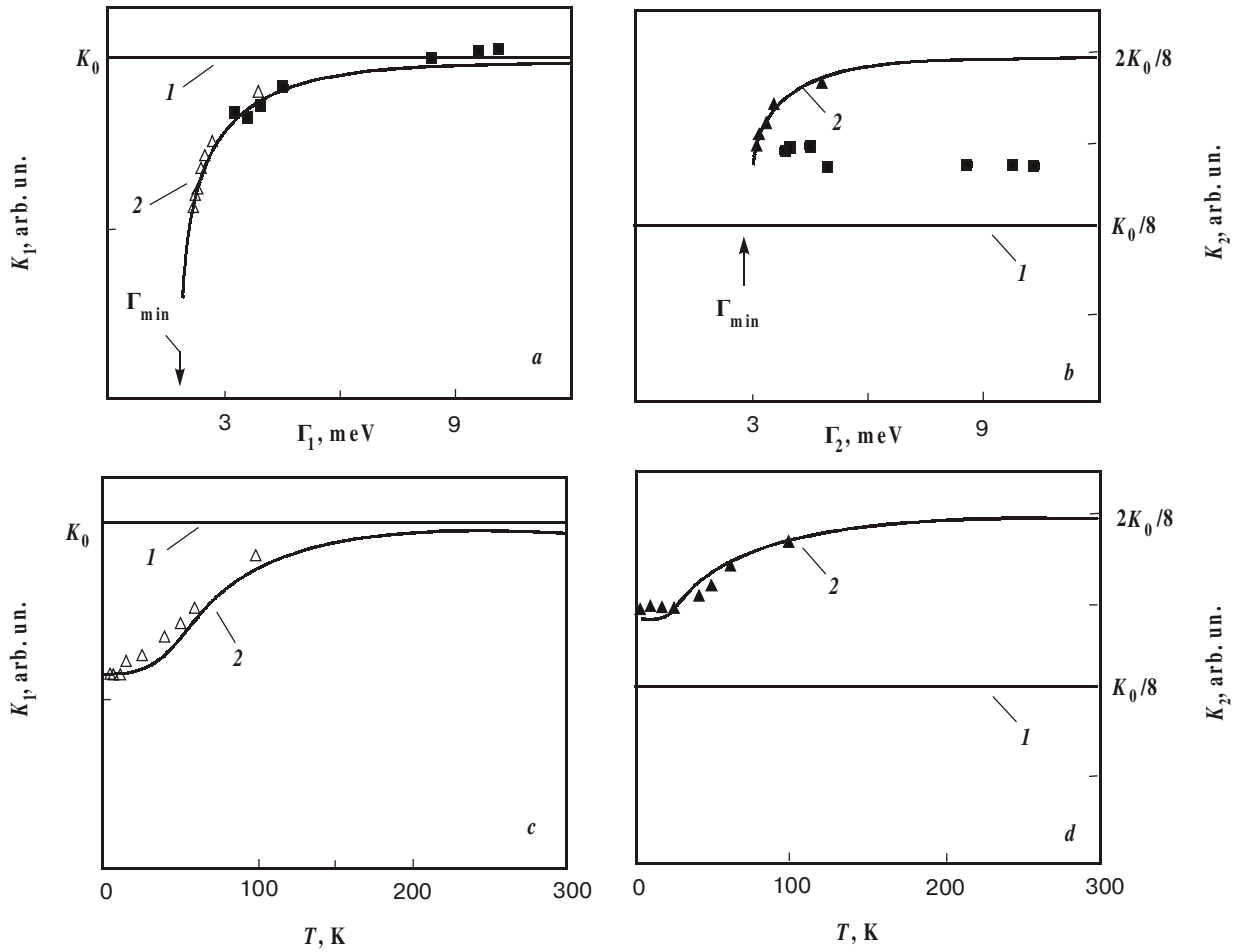 K₀
1
2
Γmin
a
K₁, arb. un.
3
9
Γ₁, meV
2K₀/8
2
K₀/8
1
Γmin
b
K₂, arb. un.
3
9
Γ₂, meV
K₀
1
2
c
K₁, arb. un.
0
100
200
300
T, K
2K₀/8
2
K₀/8
1
d
K₂, arb. un.
0
100
200
300
T, K